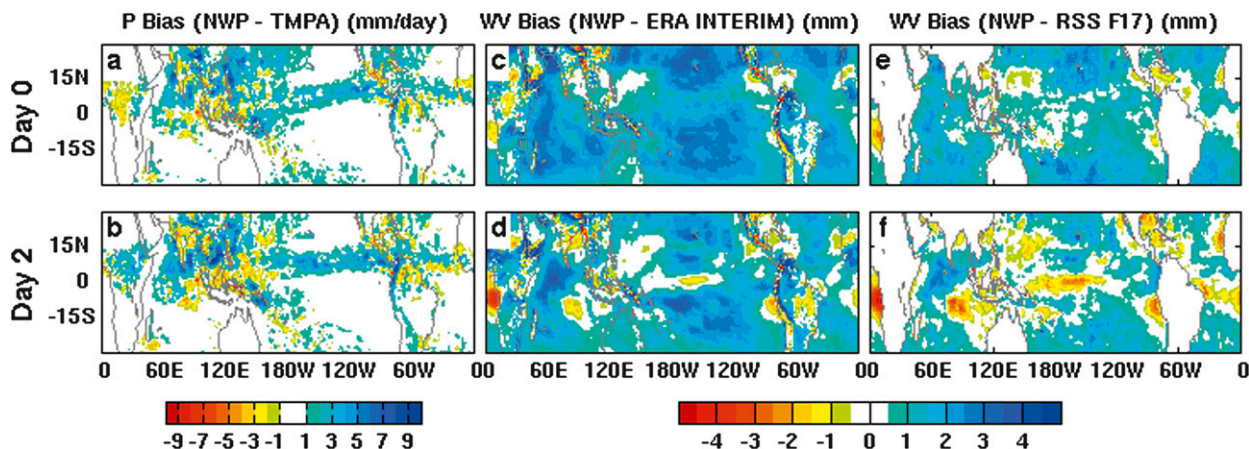 P Bias (NWP - TMPA) (mm/day) WV Bias (NWP - ERA INTERIM) (mm) WV Bias (NWP - RSS F17) (mm)
Day 0
15N
0
-15S
a
c
e
Day 2
15N
0
-15S
b
d
f
0 60E 120E 180W 120W 60W 00 60E 120E 180W 120W 60W 00 60E 120E 180W 120W 60W 0
-9 -7 -5 -3 -1 1 3 5 7 9
-4 -3 -2 -1 0 1 2 3 4